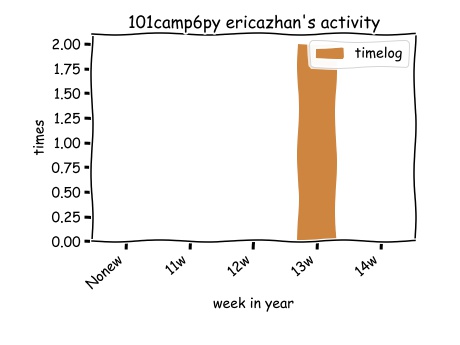 101camp6py ericazhan's activity
timelog
times
2.00
1.75
1.50
1.25
1.00
0.75
0.50
0.25
0.00
Nonew
11w
12w
13w
14w
week in year